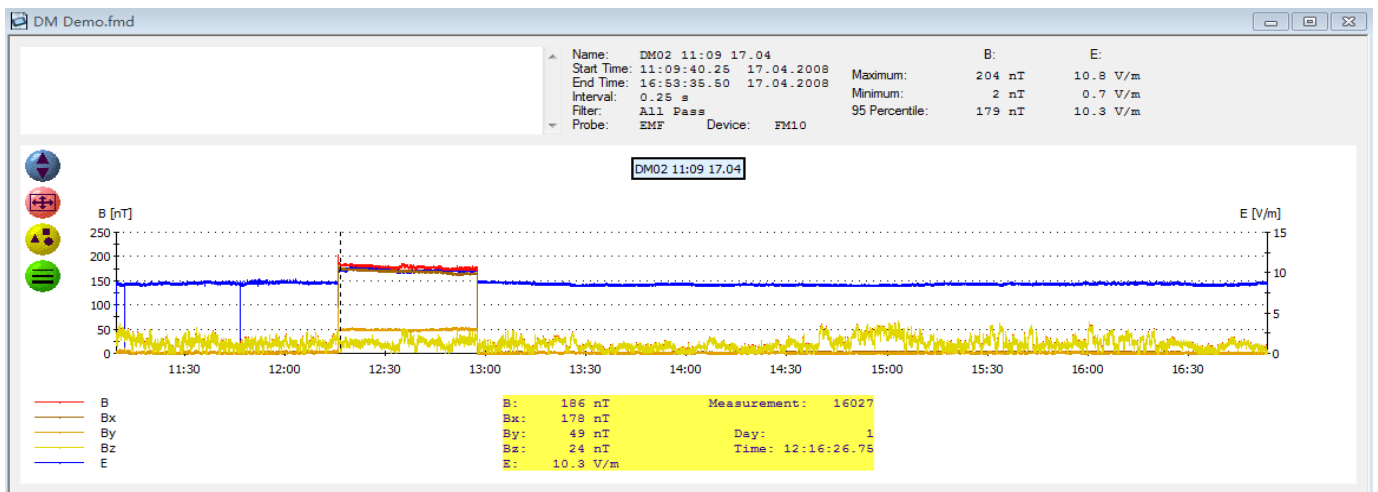 DM Demo.fmd
Name: DM02 11:09 17.04
Start Time: 11:09:40.25 17.04.2008
End Time: 16:53:35.50 17.04.2008
Interval: 0.25 s
Filter: All Pass
Probe: EMF Device: FM10
B: E:
Maximum: 204 nT 10.8 V/m
Minimum: 2 nT 0.7 V/m
95 Percentile: 179 nT 10.3 V/m
DM02 11:09 17.04
B [nT] E [V/m]
250 15
200
150 10
100
50 5
0 0
11:30 12:00 12:30 13:00 13:30 14:00 14:30 15:00 15:30 16:00 16:30
B
Bx
By
Bz
E
B: 186 nT Measurement: 16027
Bx: 178 nT
By: 49 nT Day: 1
Bz: 24 nT Time: 12:16:26.75
E: 10.3 V/m